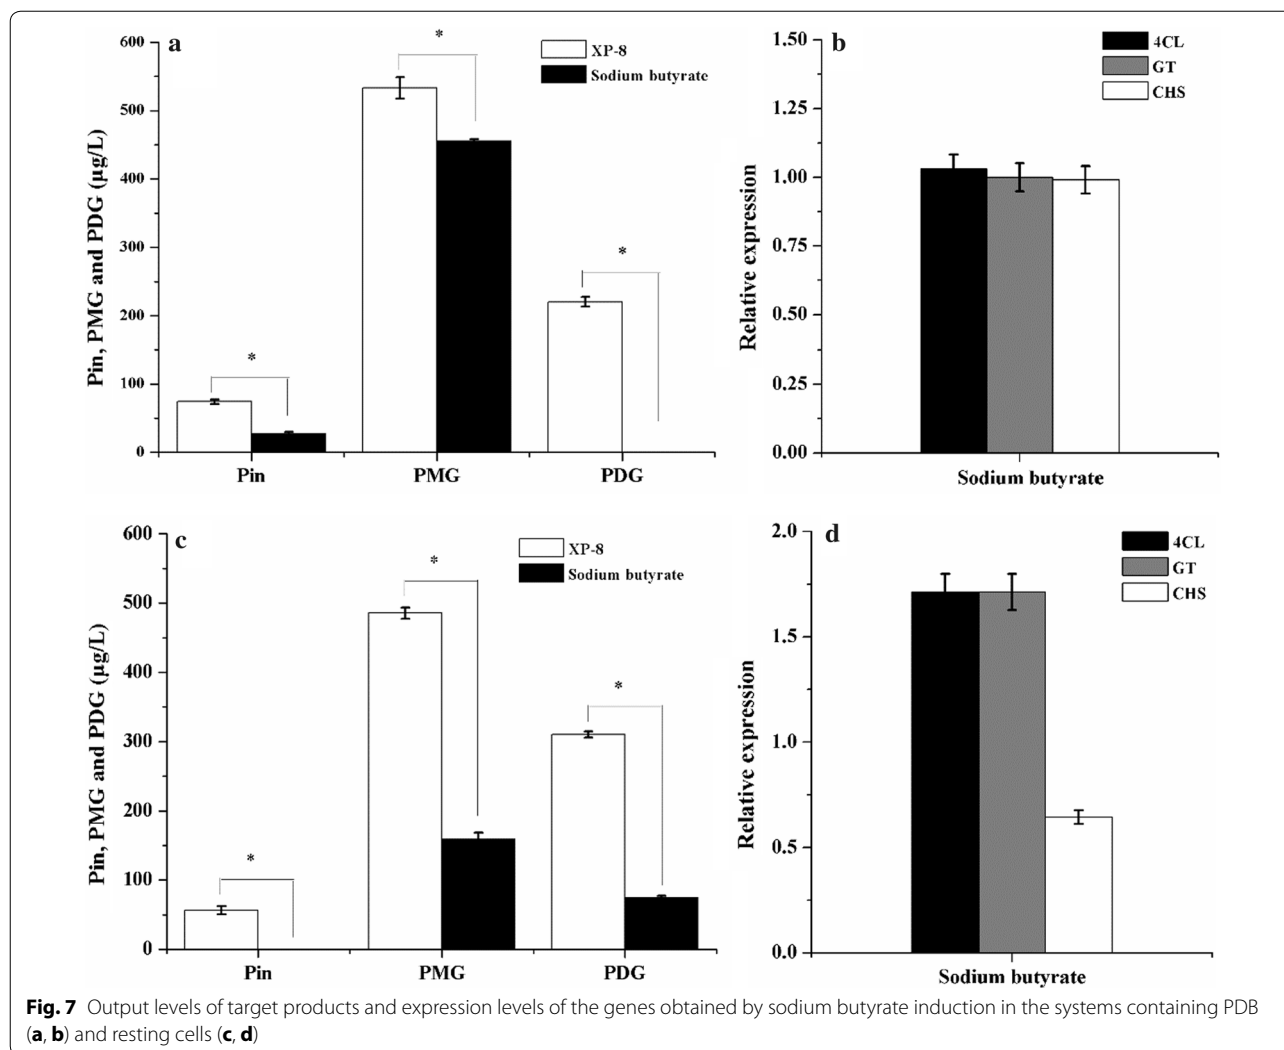 a
600
500
400
300
200
100
0
Pin, PMG and PDG (µg/L)
XP-8
Sodium butyrate
*
*
*
Pin
PMG
PDG
b
1.50
1.25
1.00
0.75
0.50
0.25
0.00
Relative expression
4CL
GT
CHS
Sodium butyrate
c
600
500
400
300
200
100
0
Pin, PMG and PDG (µg/L)
XP-8
Sodium butyrate
*
*
*
Pin
PMG
PDG
d
2.0
1.5
1.0
0.5
0.0
Relative expression
4CL
GT
CHS
Sodium butyrate
Fig. 7 Output levels of target products and expression levels of the genes obtained by sodium butyrate induction in the systems containing PDB
(a, b) and resting cells (c, d)